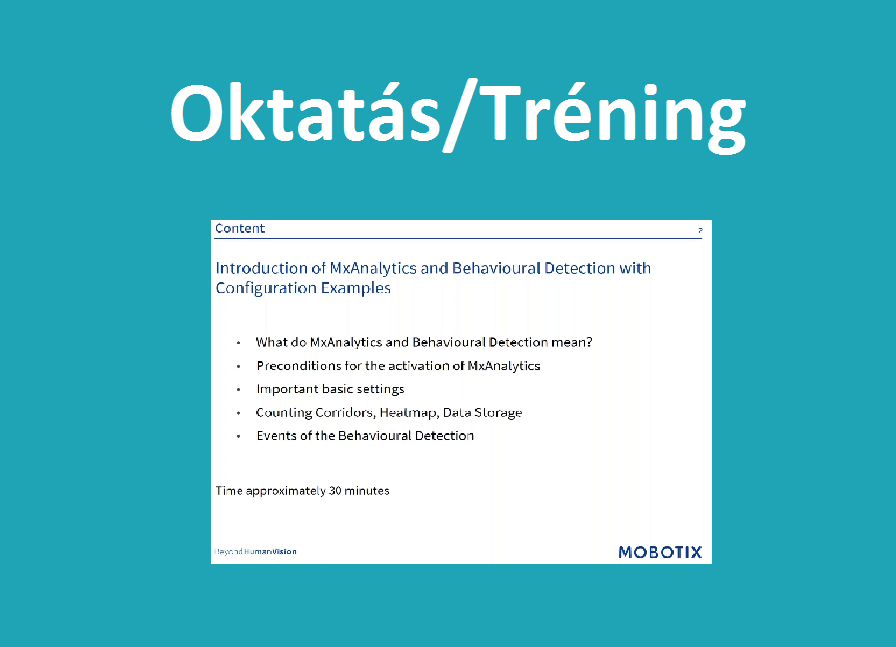 Oktatás/Tréning
Content
2
Introduction of MxAnalytics and Behavioural Detection with
Configuration Examples
• What do MxAnalytics and Behavioural Detection mean?
• Preconditions for the activation of MxAnalytics
• Important basic settings
• Counting Corridors, Heatmap, Data Storage
• Events of the Behavioural Detection
Time approximately 30 minutes
BeyondHumanVision
MOBOTIX